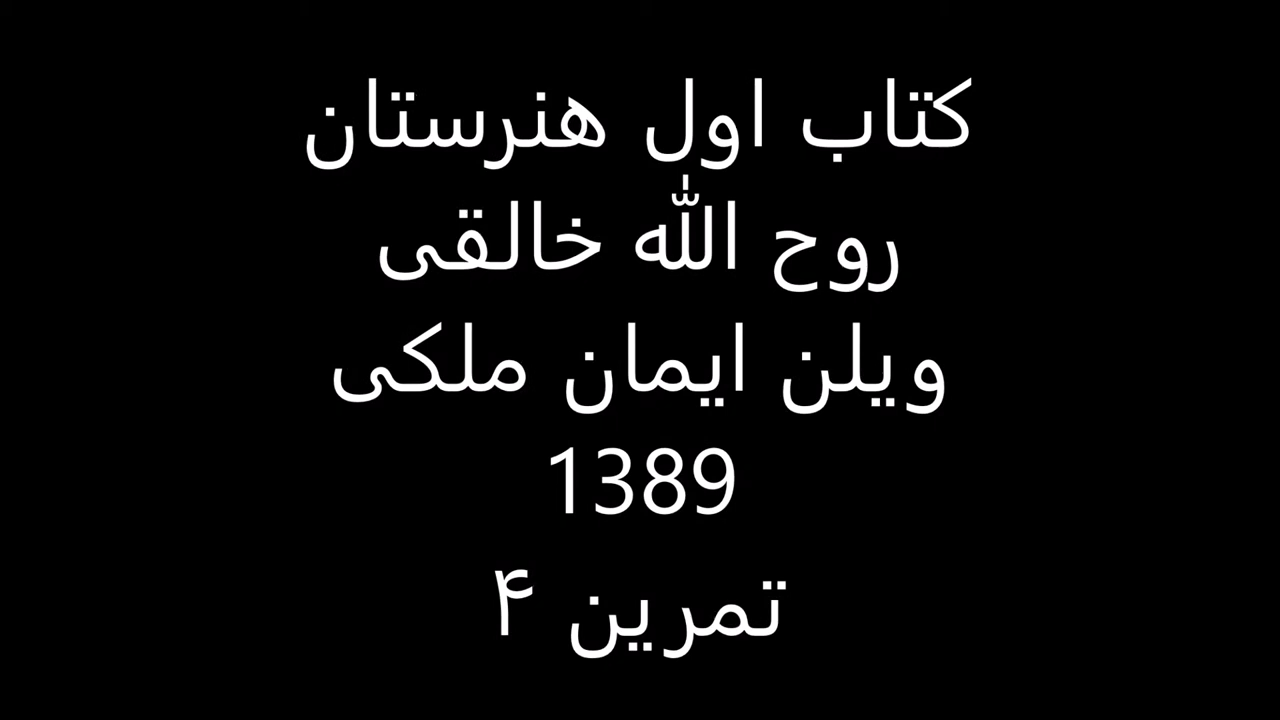 کتاب اول هنرستان
روح الله خالقی
ویلن ایمان ملکی
1389
تمرین ۴